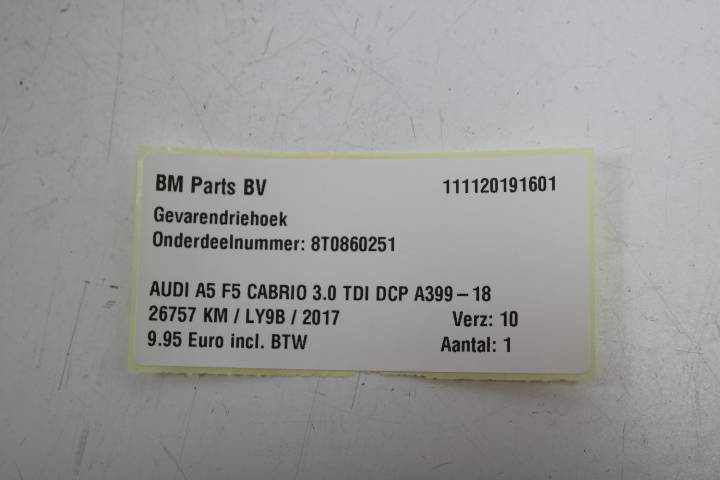 BM Parts BV 111120191601
Gevarendriehoek
Onderdeelnummer: 8T0860251
AUDI A5 F5 CABRIO 3.0 TDI DCP A399-18
26757 KM / LY9B / 2017 Verz: 10
9.95 Euro incl. BTW Aantal: 1